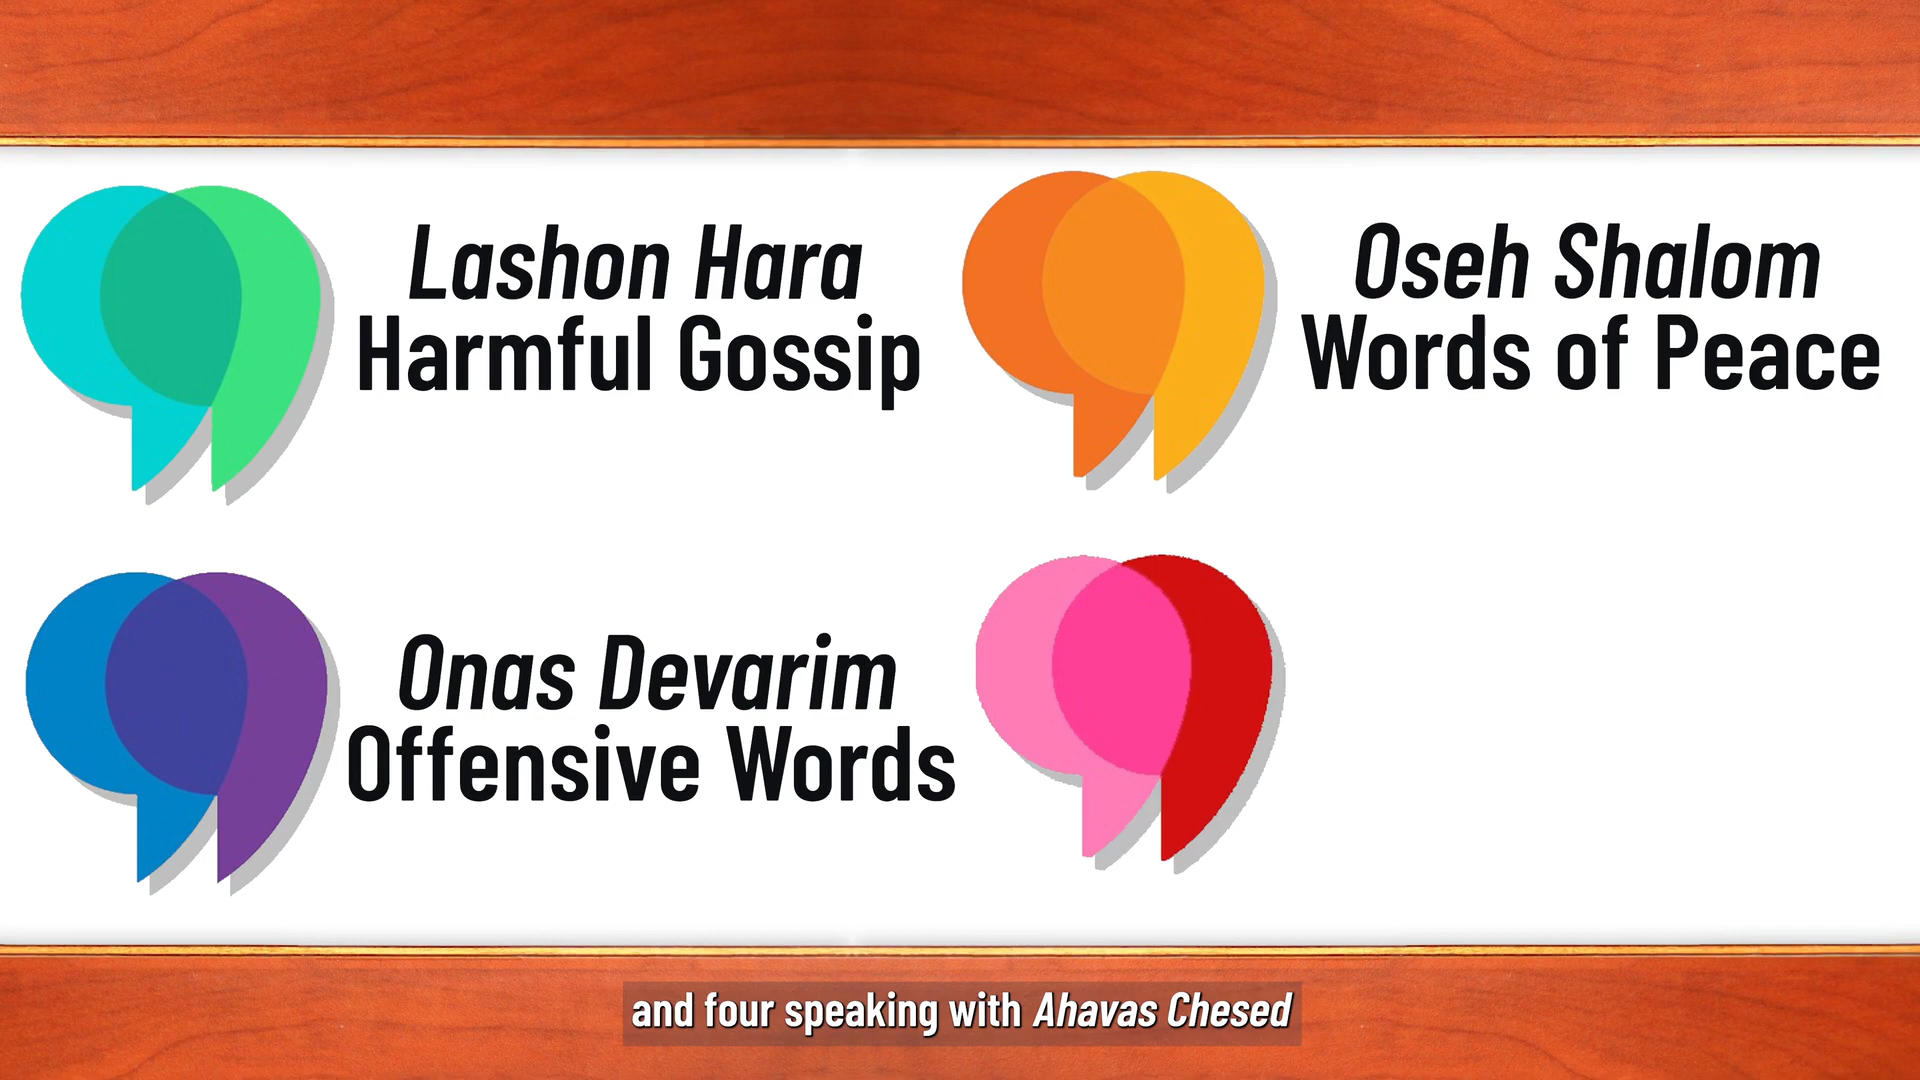 Lashon Hara
Harmful Gossip
Oseh Shalom
Words of Peace
Onas Devarim
Offensive Words
and four speaking with Ahavas Chesed